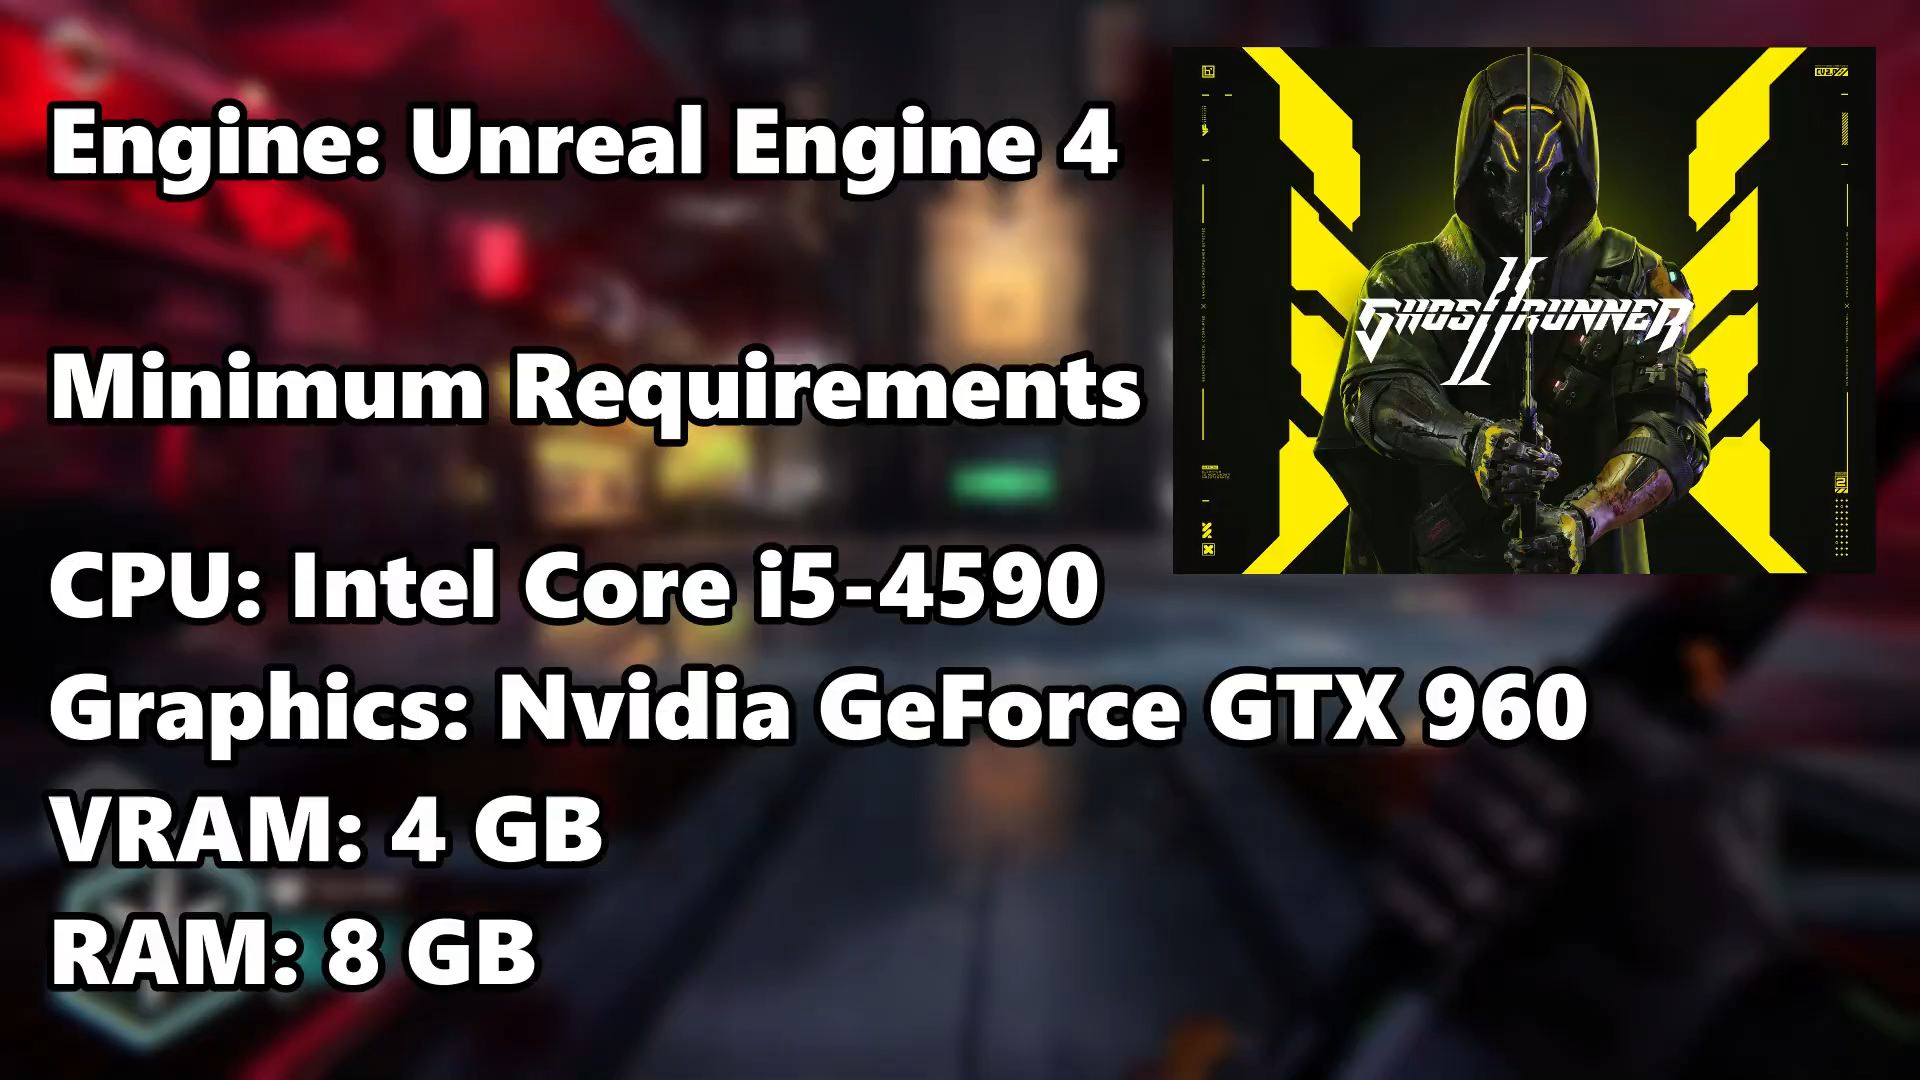 Engine: Unreal Engine 4
GHOSTRUNNER
II
Minimum Requirements
CPU: Intel Core i5-4590
Graphics: Nvidia GeForce GTX 960
VRAM: 4 GB
RAM: 8 GB